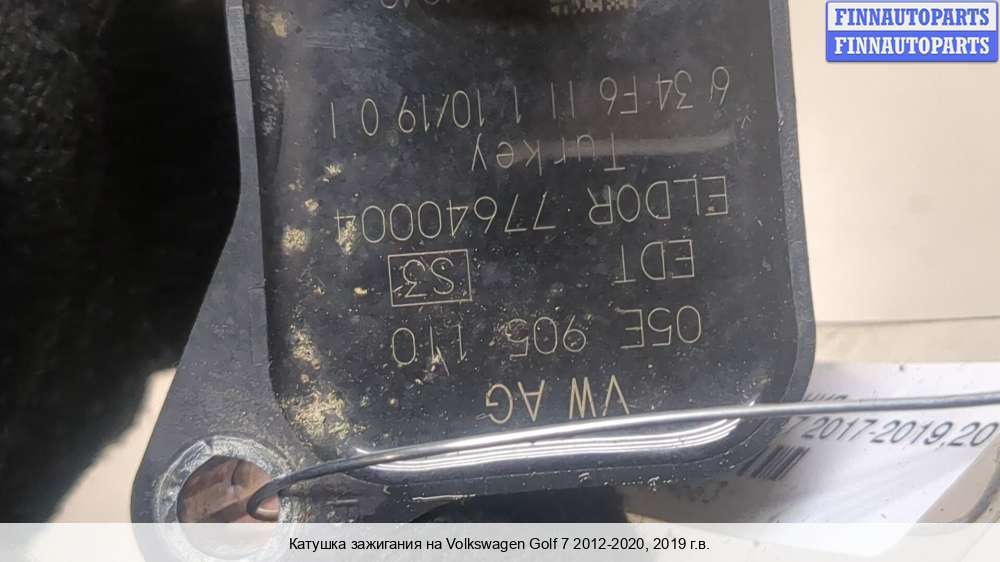 FINNAUTOPARTS
FINNAUTOPARTS
VW AG
05E 905 110
EDT S3
ELDOR 77640004
Turkey
6 34 F6 11 1 10/19 0 1
7 2017-2019,20
Катушка зажигания на Volkswagen Golf 7 2012-2020, 2019 г.в.